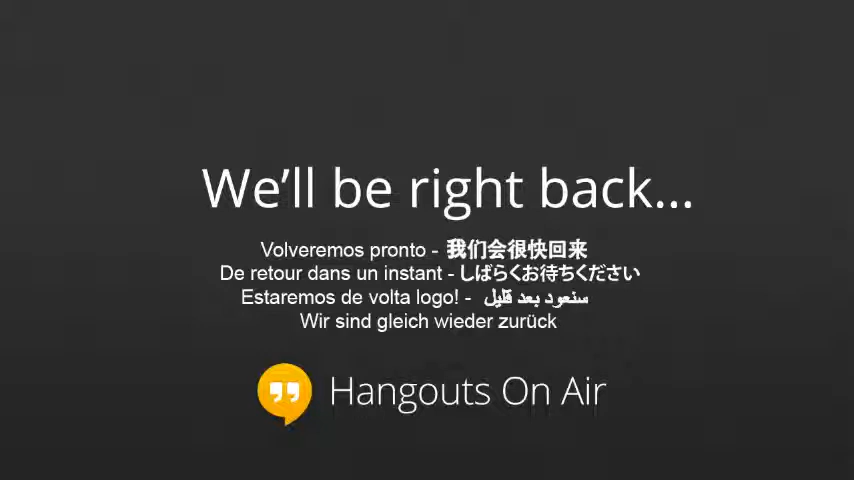 We'll be right back...
Volveremos pronto - 我们会很快回来
De retour dans un instant - しばらくお待ちください
Estaremos de volta logo! - سنعود بعد قليل
Wir sind gleich wieder zurück
Hangouts On Air